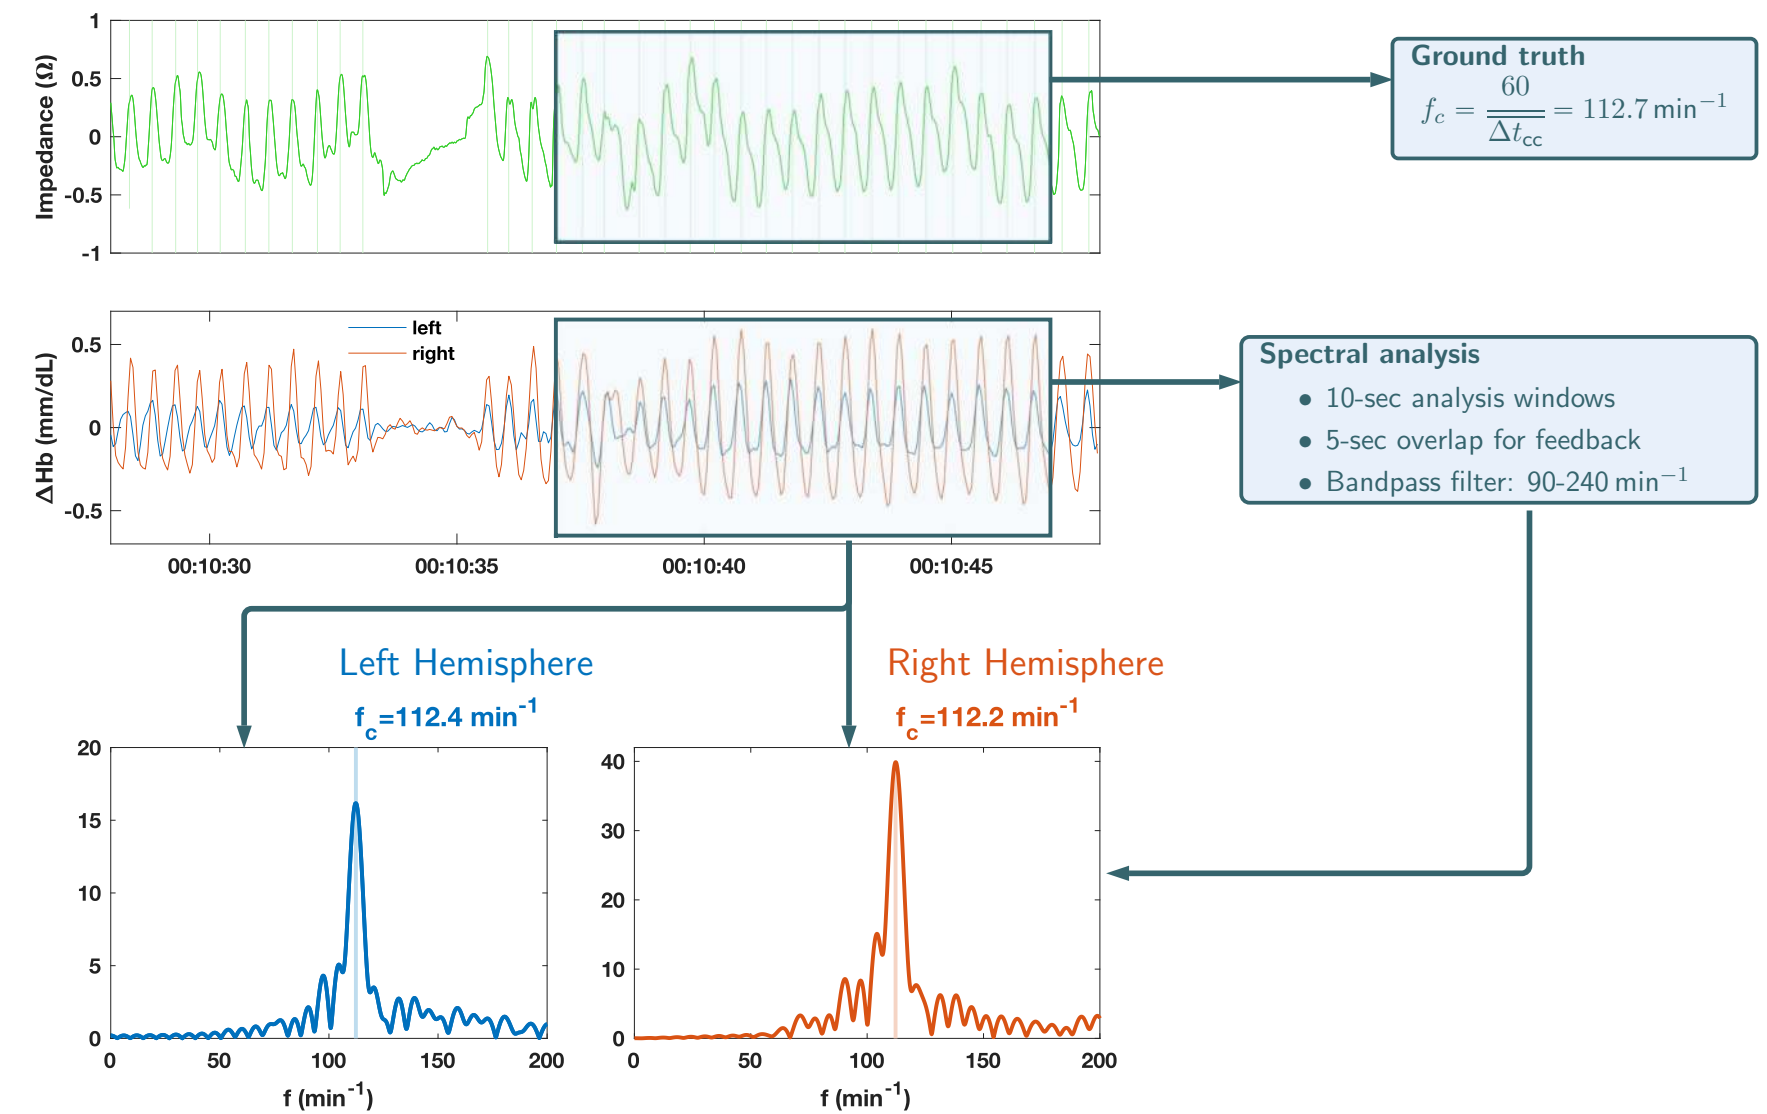 1
0.5
0
-0.5
-1
Impedance (Ω)
Ground truth
f_c = 60 / Δt_cc = 112.7 min⁻¹
left
right
0.5
0
-0.5
ΔHb (mm/dL)
00:10:30 00:10:35 00:10:40 00:10:45
Spectral analysis
• 10-sec analysis windows
• 5-sec overlap for feedback
• Bandpass filter: 90-240 min⁻¹
Left Hemisphere
f_c=112.4 min⁻¹
20
15
10
5
0
0 50 100 150 200
f (min⁻¹)
Right Hemisphere
f_c=112.2 min⁻¹
40
30
20
10
0
0 50 100 150 200
f (min⁻¹)